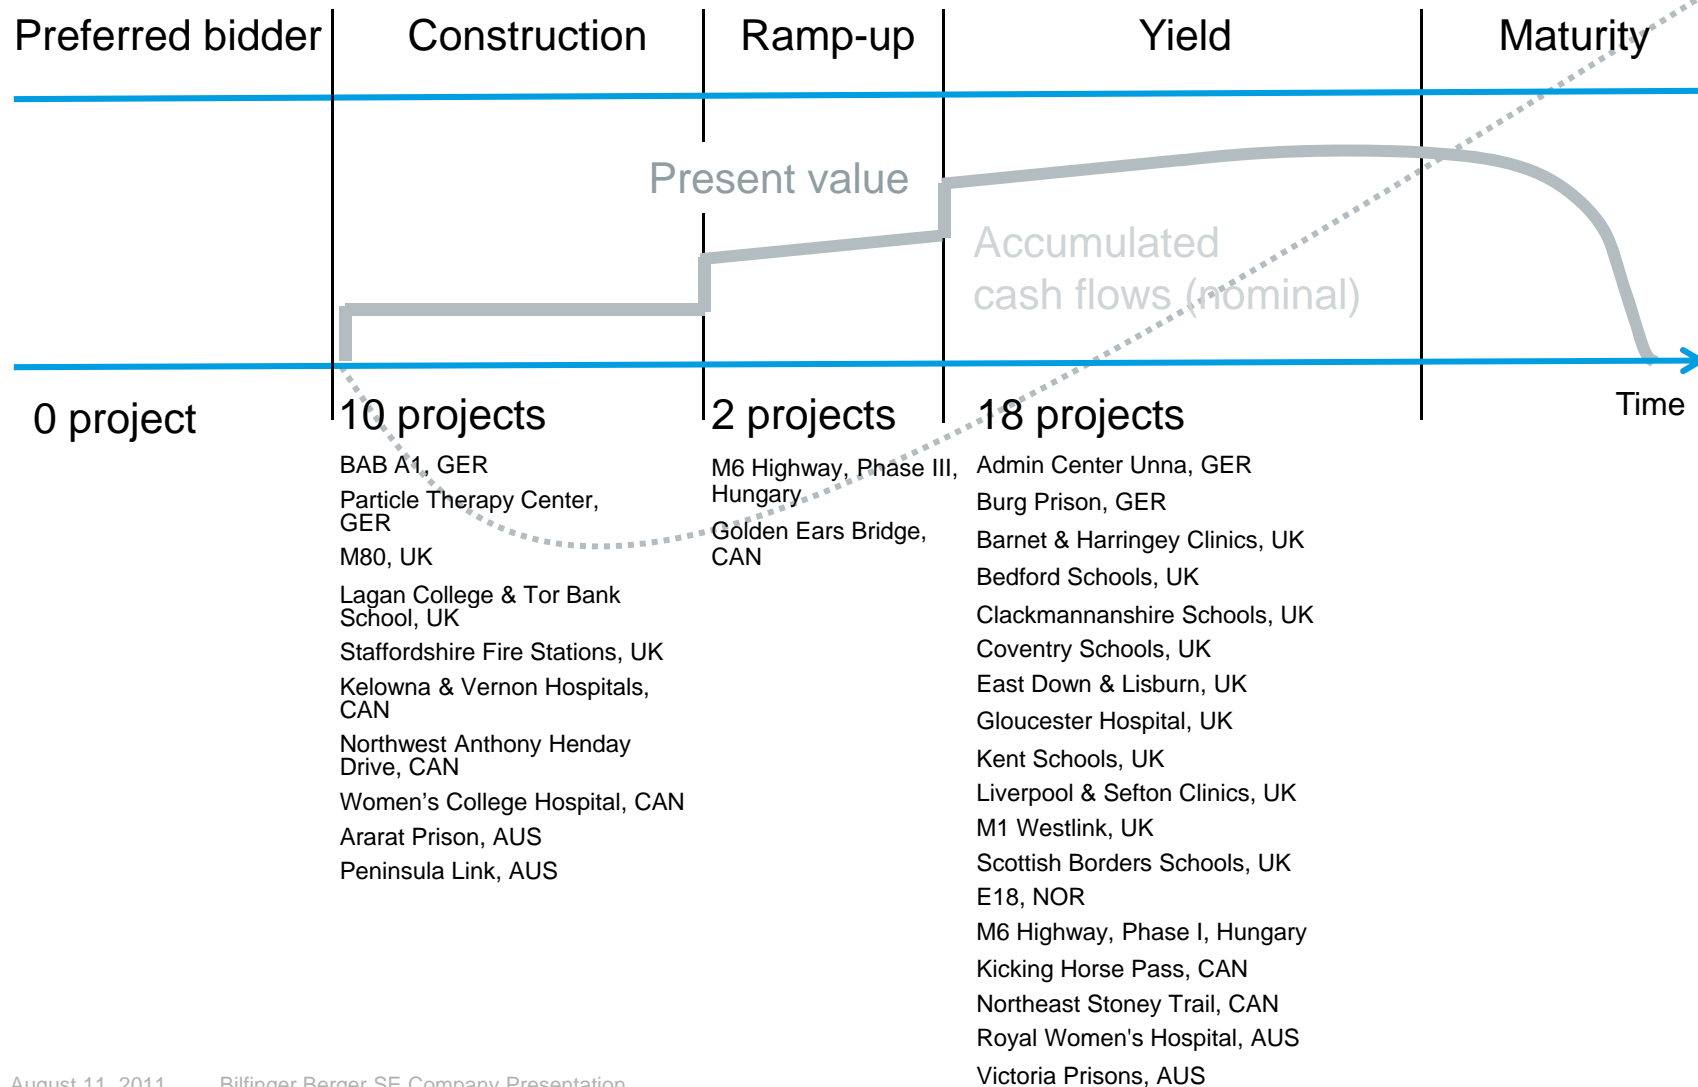 Preferred bidder
Construction
Ramp-up
Yield
Maturity
Present value
Accumulated
cash flows (nominal)
Time
0 project
10 projects
BAB A1, GER
Particle Therapy Center,
GER
M80, UK
Lagan College & Tor Bank
School, UK
Staffordshire Fire Stations, UK
Kelowna & Vernon Hospitals,
CAN
Northwest Anthony Henday
Drive, CAN
Women’s College Hospital, CAN
Ararat Prison, AUS
Peninsula Link, AUS
2 projects
M6 Highway, Phase III,
Hungary
Golden Ears Bridge,
CAN
18 projects
Admin Center Unna, GER
Burg Prison, GER
Barnet & Harringey Clinics, UK
Bedford Schools, UK
Clackmannanshire Schools, UK
Coventry Schools, UK
East Down & Lisburn, UK
Gloucester Hospital, UK
Kent Schools, UK
Liverpool & Sefton Clinics, UK
M1 Westlink, UK
Scottish Borders Schools, UK
E18, NOR
M6 Highway, Phase I, Hungary
Kicking Horse Pass, CAN
Northeast Stoney Trail, CAN
Royal Women's Hospital, AUS
Victoria Prisons, AUS
August 11, 2011 Bilfinger Berger SE Company Presentation